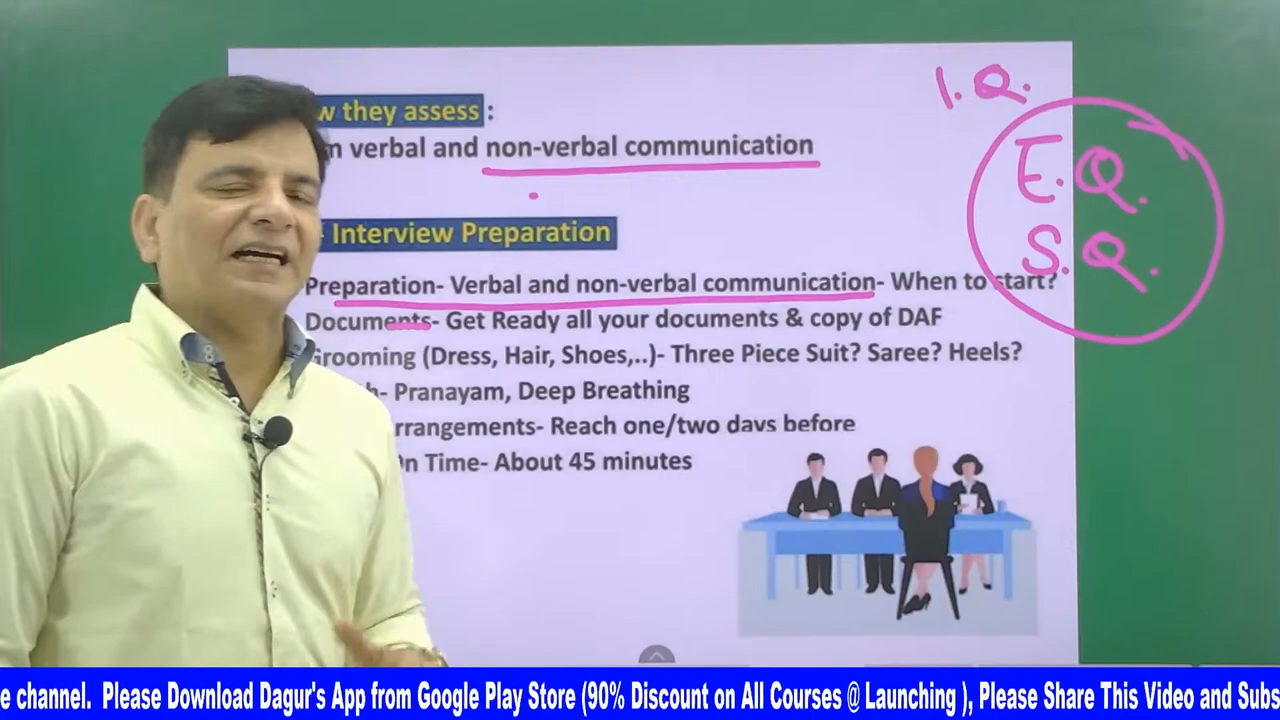 w they assess :
m verbal and non-verbal communication
I.Q.
E.Q.
S.Q.
Interview Preparation
Preparation- Verbal and non-verbal communication- When to start?
Documents- Get Ready all your documents & copy of DAF
Grooming (Dress, Hair, Shoes,..)- Three Piece Suit? Saree? Heels?
h- Pranayam, Deep Breathing
rrangements- Reach one/two days before
n Time- About 45 minutes
e channel. Please Download Dagur's App from Google Play Store (90% Discount on All Courses @ Launching ), Please Share This Video and Subs